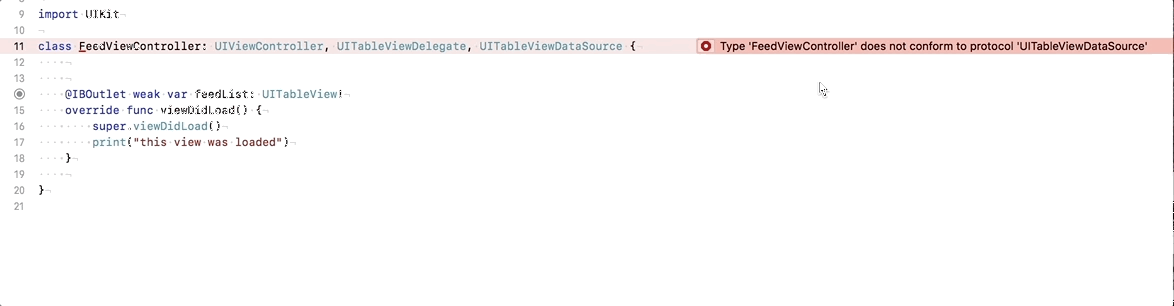 9 import UIKit
10
11 class FeedViewController: UIViewController, UITableViewDelegate, UITableViewDataSource { Type 'FeedViewController' does not conform to protocol 'UITableViewDataSource'
12
13
@IBOutlet weak var feedList: UITableView!
15 override func viewDidLoad() {
16 super.viewDidLoad()
17 print("this view was loaded")
18 }
19
20 }
21